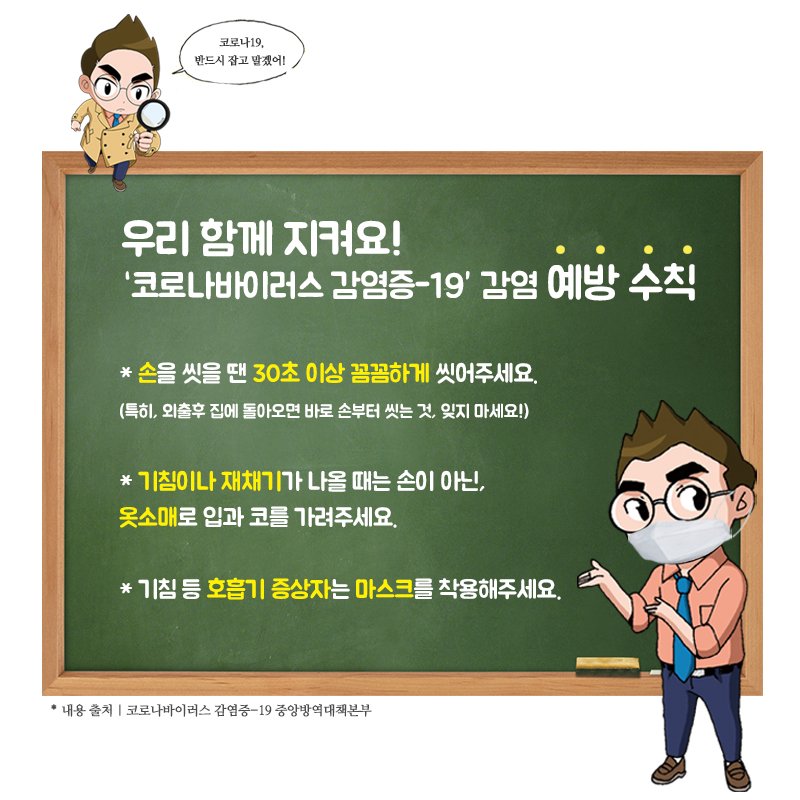 코로나19,
반드시 잡고 말겠어!
우리 함께 지켜요!
‘코로나바이러스 감염증-19’ 감염 예방 수칙
* 손을 씻을 땐 30초 이상 꼼꼼하게 씻어주세요.
(특히, 외출후 집에 돌아오면 바로 손부터 씻는 것, 잊지 마세요!)
* 기침이나 재채기가 나올 때는 손이 아닌,
옷소매로 입과 코를 가려주세요.
* 기침 등 호흡기 증상자는 마스크를 착용해주세요.
* 내용 출처 | 코로나바이러스 감염증-19 중앙방역대책본부